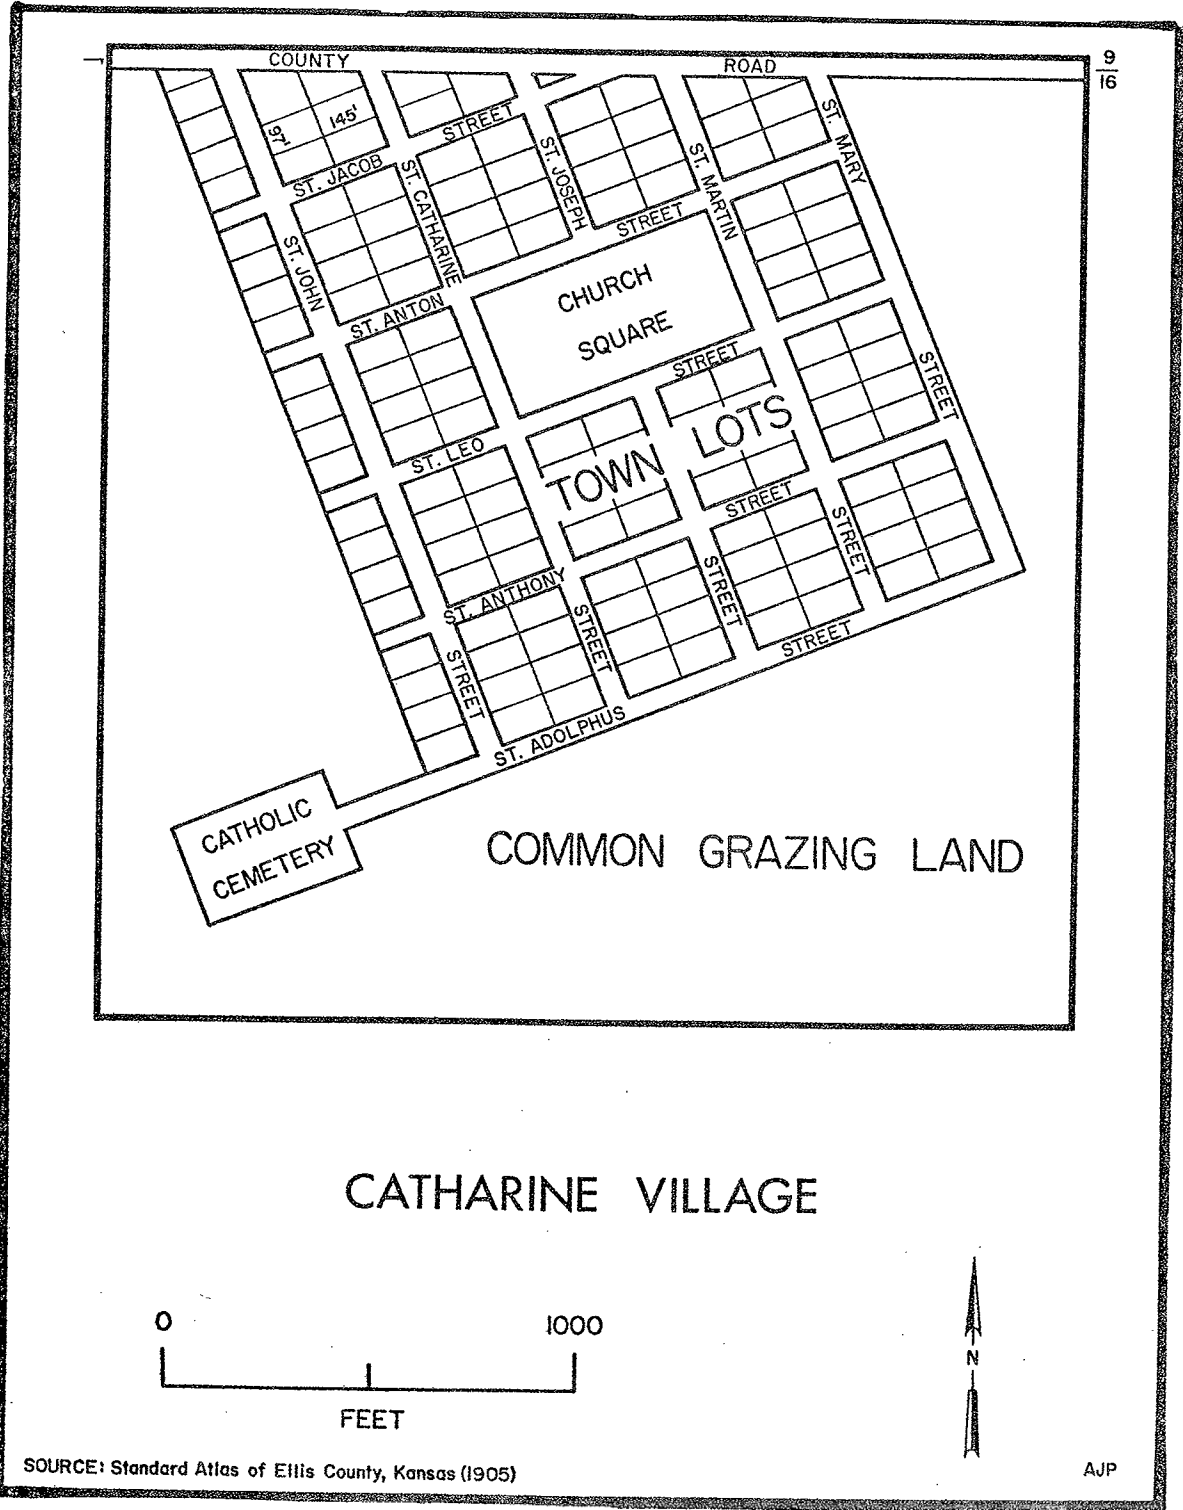 COUNTY ROAD
9
16
97'
145'
ST. JACOB STREET
ST. JOHN STREET
ST. CATHARINE STREET
ST. JOSEPH STREET
ST. MARTIN STREET
ST. MARY STREET
ST. ANTON STREET
CHURCH
SQUARE
ST. LEO STREET
TOWN LOTS
ST. ANTHONY STREET
ST. ADOLPHUS STREET
CATHOLIC
CEMETERY
COMMON GRAZING LAND
CATHARINE VILLAGE
0 1000
FEET
N
SOURCE: Standard Atlas of Ellis County, Kansas (1905)
AJP